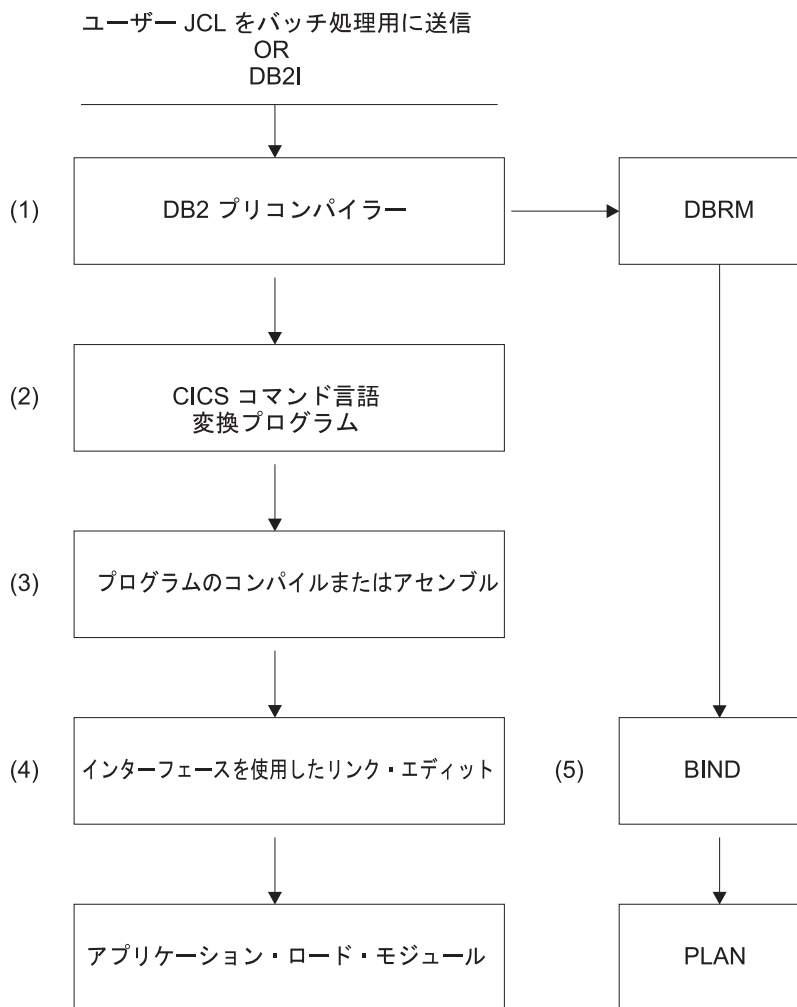 ユーザー JCL をバッチ処理用に送信
OR
DB2I
(1)
DB2 プリコンパイラー
DBRM
(2)
CICS コマンド言語
変換プログラム
(3)
プログラムのコンパイルまたはアセンブル
(4)
インターフェースを使用したリンク・エディット
(5)
BIND
アプリケーション・ロード・モジュール
PLAN